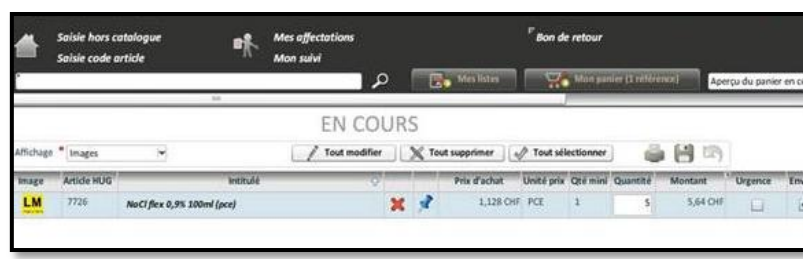 Saisie hors catalogue Mes affectations Bon de retour
Saisie code article Mon suivi
Mes listes Mon panier (1 référence) Aperçu du panier en co
EN COURS
Affichage * Images Tout modifier Tout supprimer Tout sélectionner
Image Article HUG Intitulé Prix d'achat Unité prix Qté mini Quantité Montant Urgence Env
LM 7726 NaCl flex 0,9% 100ml (pce) 1,128 CHF PCE 1 5 5,64 CHF